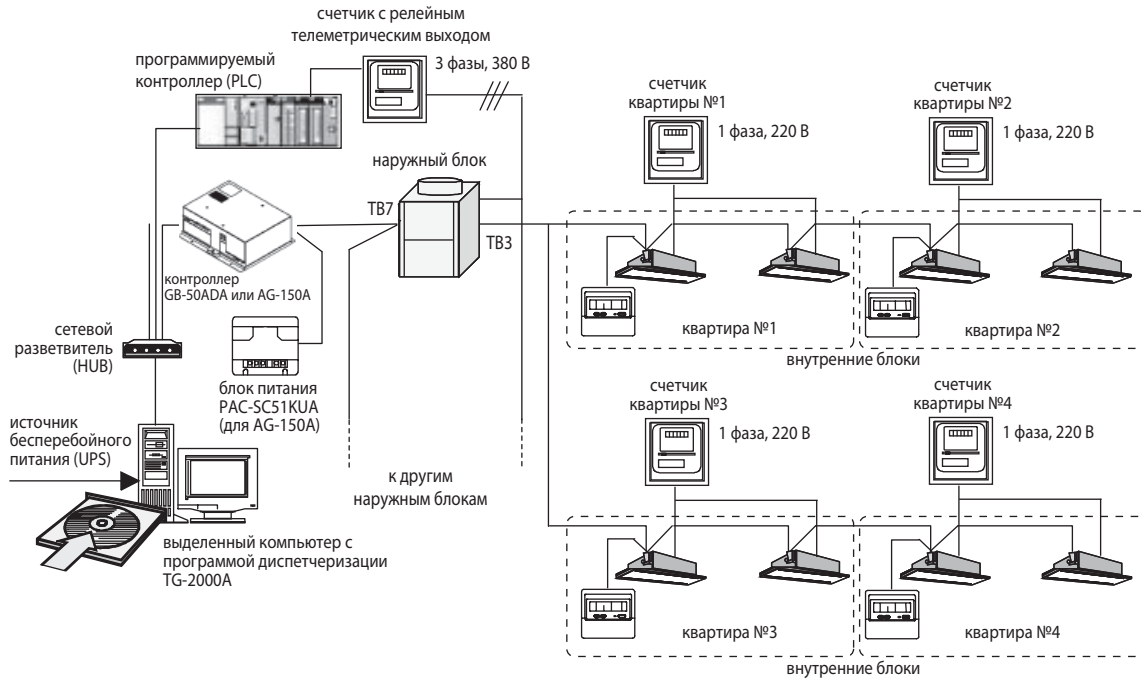 счетчик с релейным
телеметрическим выходом
программируемый
контроллер (PLC)
3 фазы, 380 В
наружный блок
TB7
TB3
контроллер
GB-50ADA или AG-150A
сетевой
разветвитель
(HUB)
блок питания
PAC-SC51KUA
(для AG-150A)
источник
бесперебойного
питания (UPS)
к другим
наружным блокам
выделенный компьютер с
программой диспетчеризации
TG-2000A
счетчик
квартиры №1
1 фаза, 220 В
счетчик
квартиры №2
1 фаза, 220 В
квартира №1
квартира №2
внутренние блоки
счетчик
квартиры №3
1 фаза, 220 В
счетчик
квартиры №4
1 фаза, 220 В
квартира №3
квартира №4
внутренние блоки